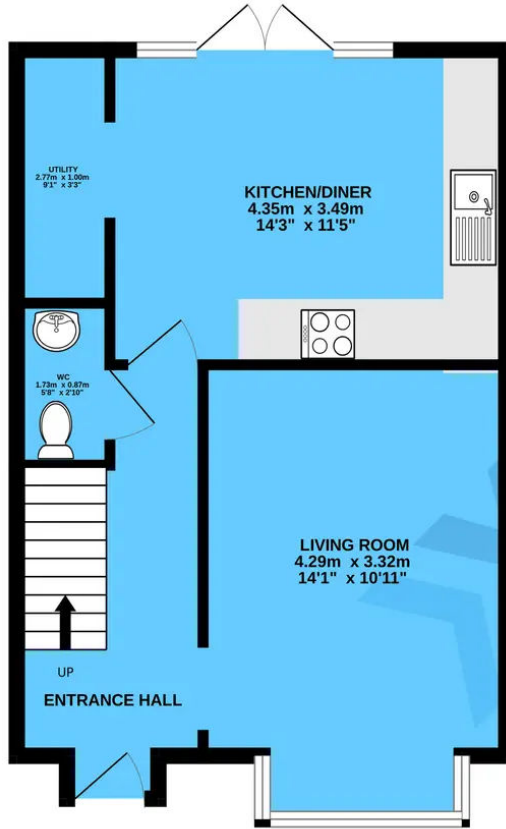 UTILITY
2.77m x 1.00m
9'1" x 3'3"
KITCHEN/DINER
4.35m x 3.49m
14'3" x 11'5"
WC
1.73m x 0.87m
5'8" x 2'10"
LIVING ROOM
4.29m x 3.32m
14'1" x 10'11"
UP
ENTRANCE HALL